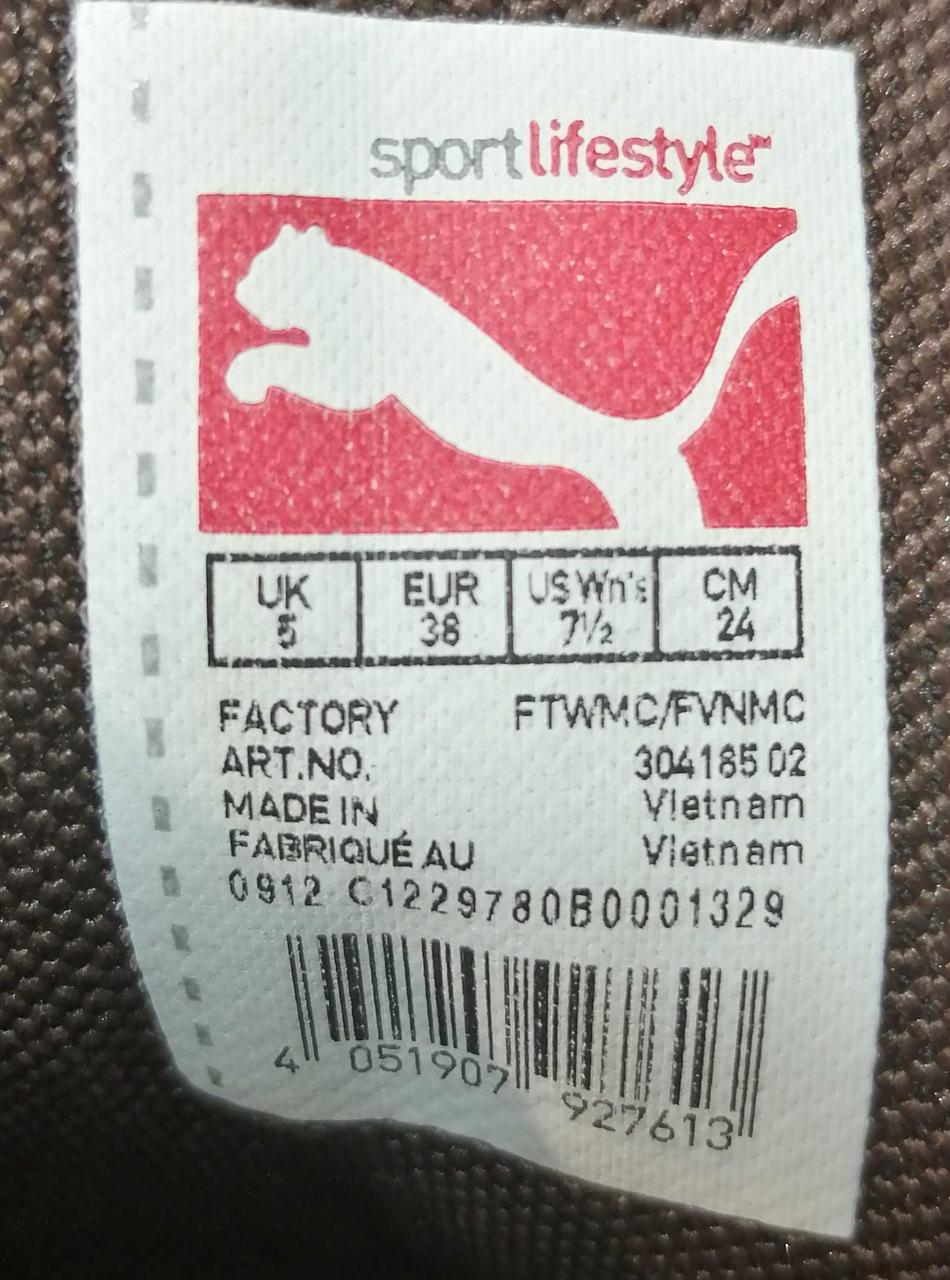 sportlifestyle™
UK EUR US Wn's CM
5 38 7½ 24
FACTORY FTWMC/FVNMC
ART.NO. 304185 02
MADE IN Vietnam
FABRIQUÉ AU Vietnam
0912 C1229780B0001329
4 051907 927613